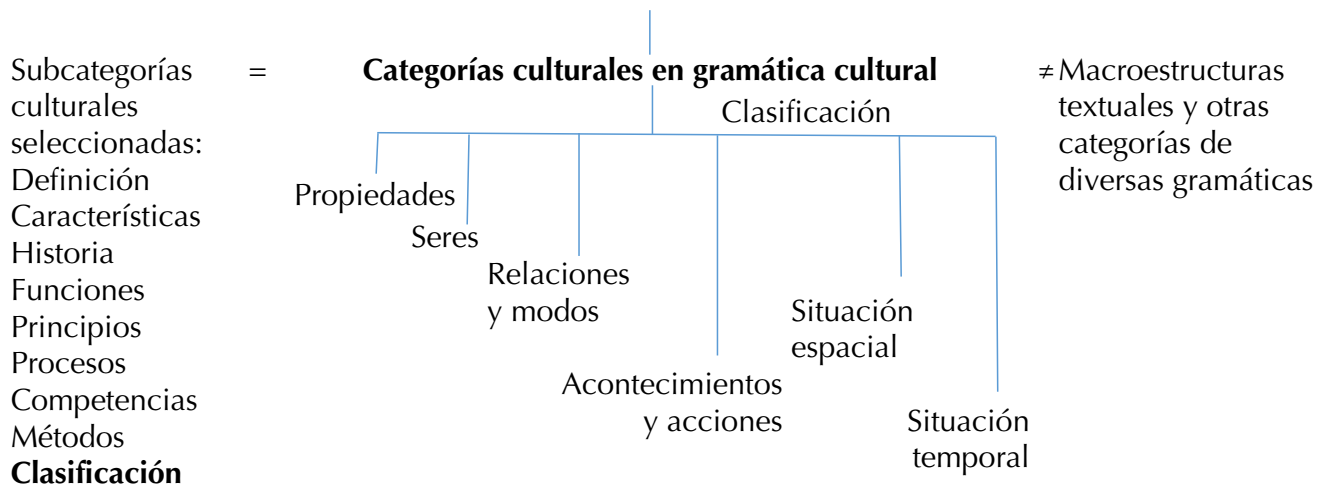 Subcategorías
culturales
seleccionadas:
Definición
Características
Historia
Funciones
Principios
Procesos
Competencias
Métodos
Clasificación
=
Categorías culturales en gramática cultural
Clasificación
Propiedades
Seres
Relaciones
y modos
Acontecimientos
y acciones
Situación
espacial
Situación
temporal
≠ Macroestructuras
textuales y otras
categorías de
diversas gramáticas